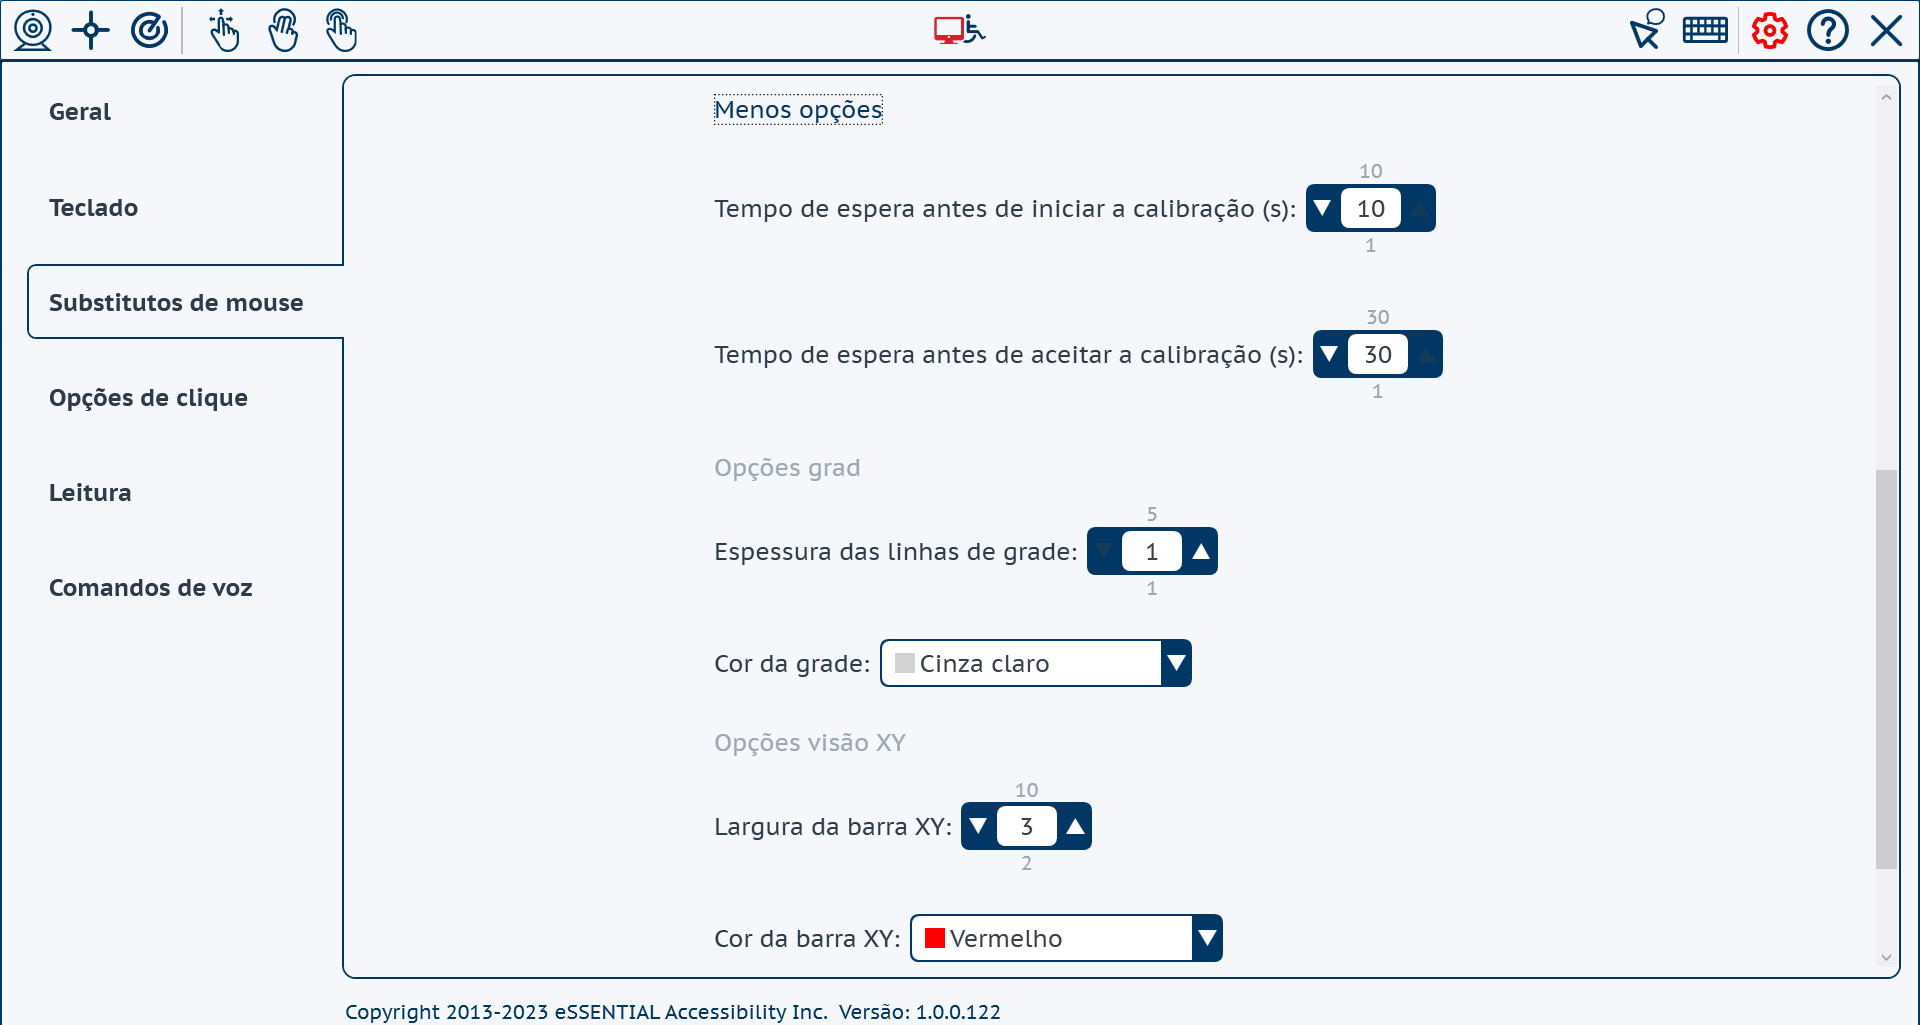 Geral
Teclado
Substitutos de mouse
Opções de clique
Leitura
Comandos de voz
Menos opções
10
Tempo de espera antes de iniciar a calibração (s): 10
1
30
Tempo de espera antes de aceitar a calibração (s): 30
1
Opções grad
5
Espessura das linhas de grade: 1
1
Cor da grade: Cinza claro
Opções visão XY
10
Largura da barra XY: 3
2
Cor da barra XY: Vermelho
Copyright 2013-2023 eSSENTIAL Accessibility Inc. Versão: 1.0.0.122